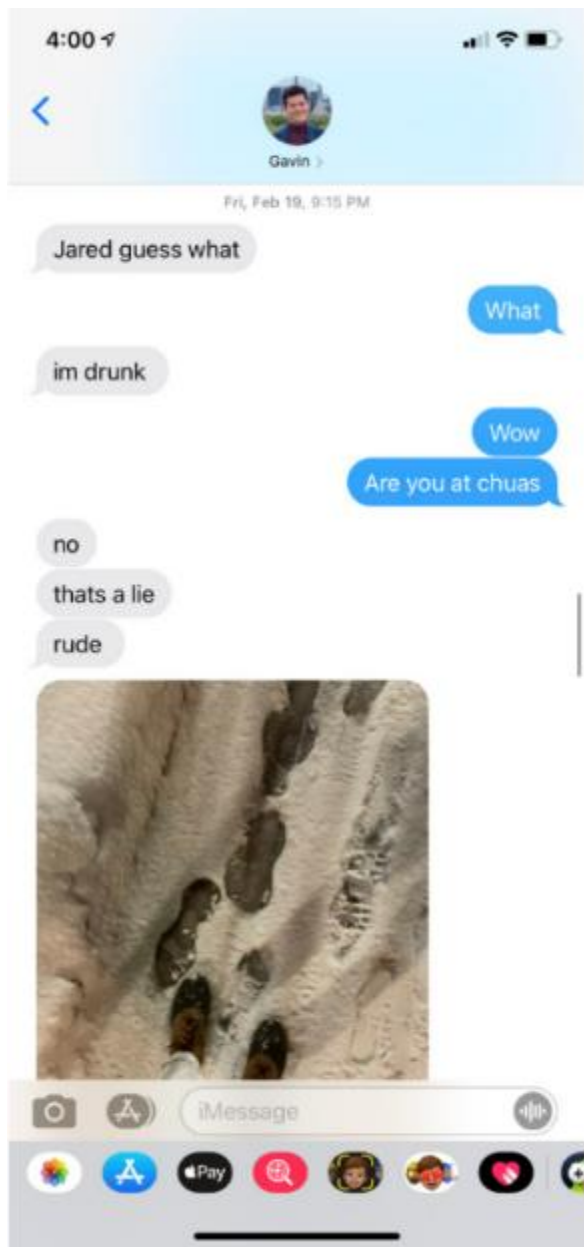 4:00
Gavin
Fri, Feb 19, 9:15 PM
Jared guess what
What
im drunk
Wow
Are you at chuas
no
thats a lie
rude
iMessage
Pay